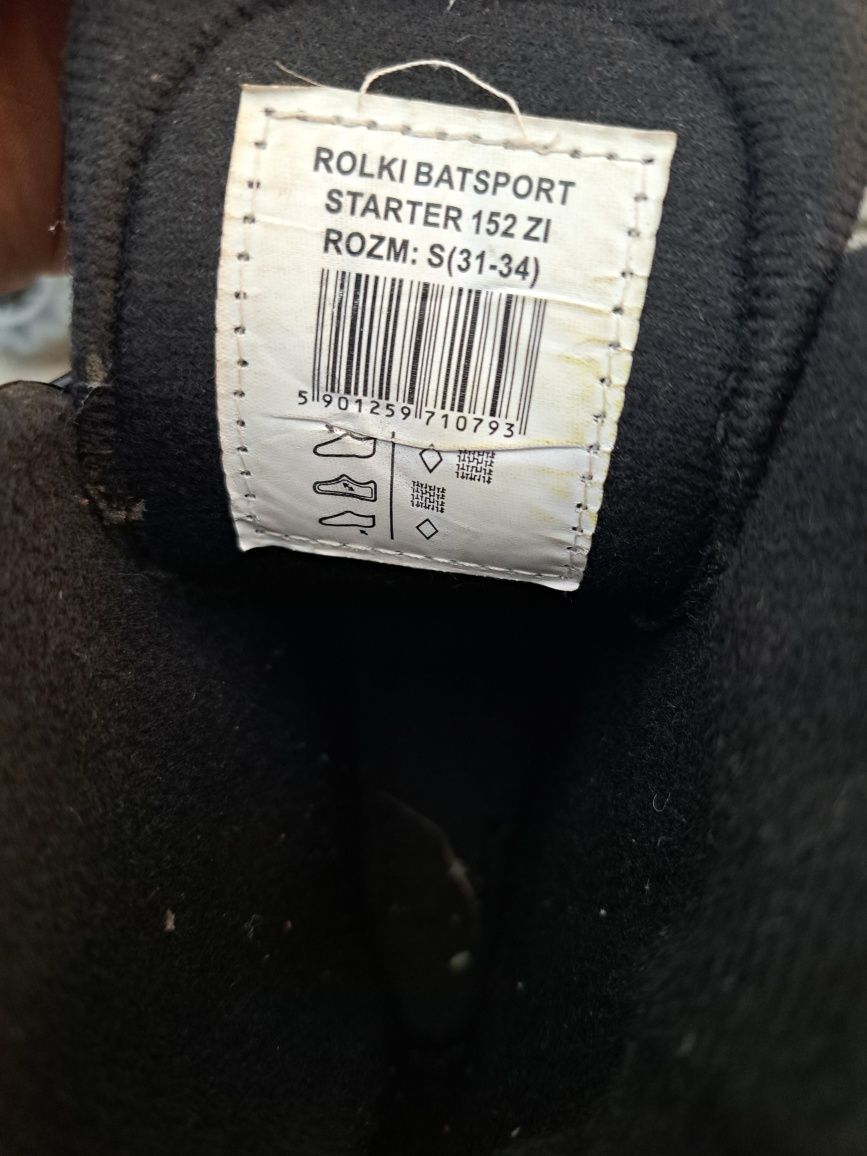 ROLKI BATSPORT
STARTER 152 ZI
ROZM: S(31-34)
5 901259 710793